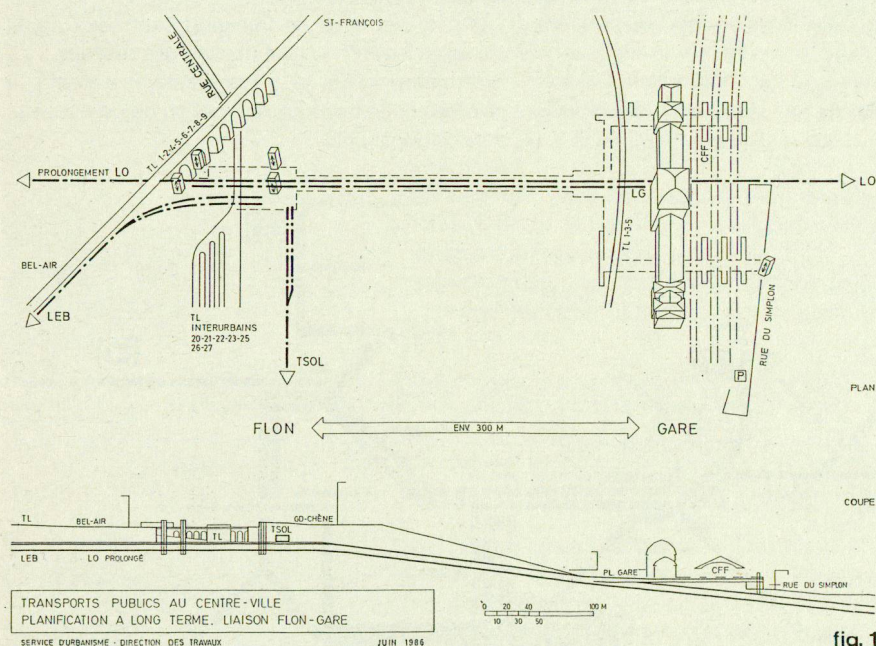 ST-FRANÇOIS
RUE CENTRALE
TL 1-2-4-5-6-7-8-9
PROLONGEMENT LO
LO
LG
CFF
TL 1-3-5
BEL-AIR
LEB
TL
INTERURBAINS
20-21-22-23-25
26-27
TSOL
RUE DU SIMPLON
P
PLAN
FLON
ENV. 300 M
GARE
COUPE
TL
BEL-AIR
TL
TSOL
GD-CHÊNE
LEB
LO PROLONGÉ
PL. GARE
CFF
RUE DU SIMPLON
TRANSPORTS PUBLICS AU CENTRE-VILLE
PLANIFICATION A LONG TERME. LIAISON FLON-GARE
0 20 40 100 M
10 30 50
SERVICE D'URBANISME - DIRECTION DES TRAVAUX
JUIN 1986
fig. 1